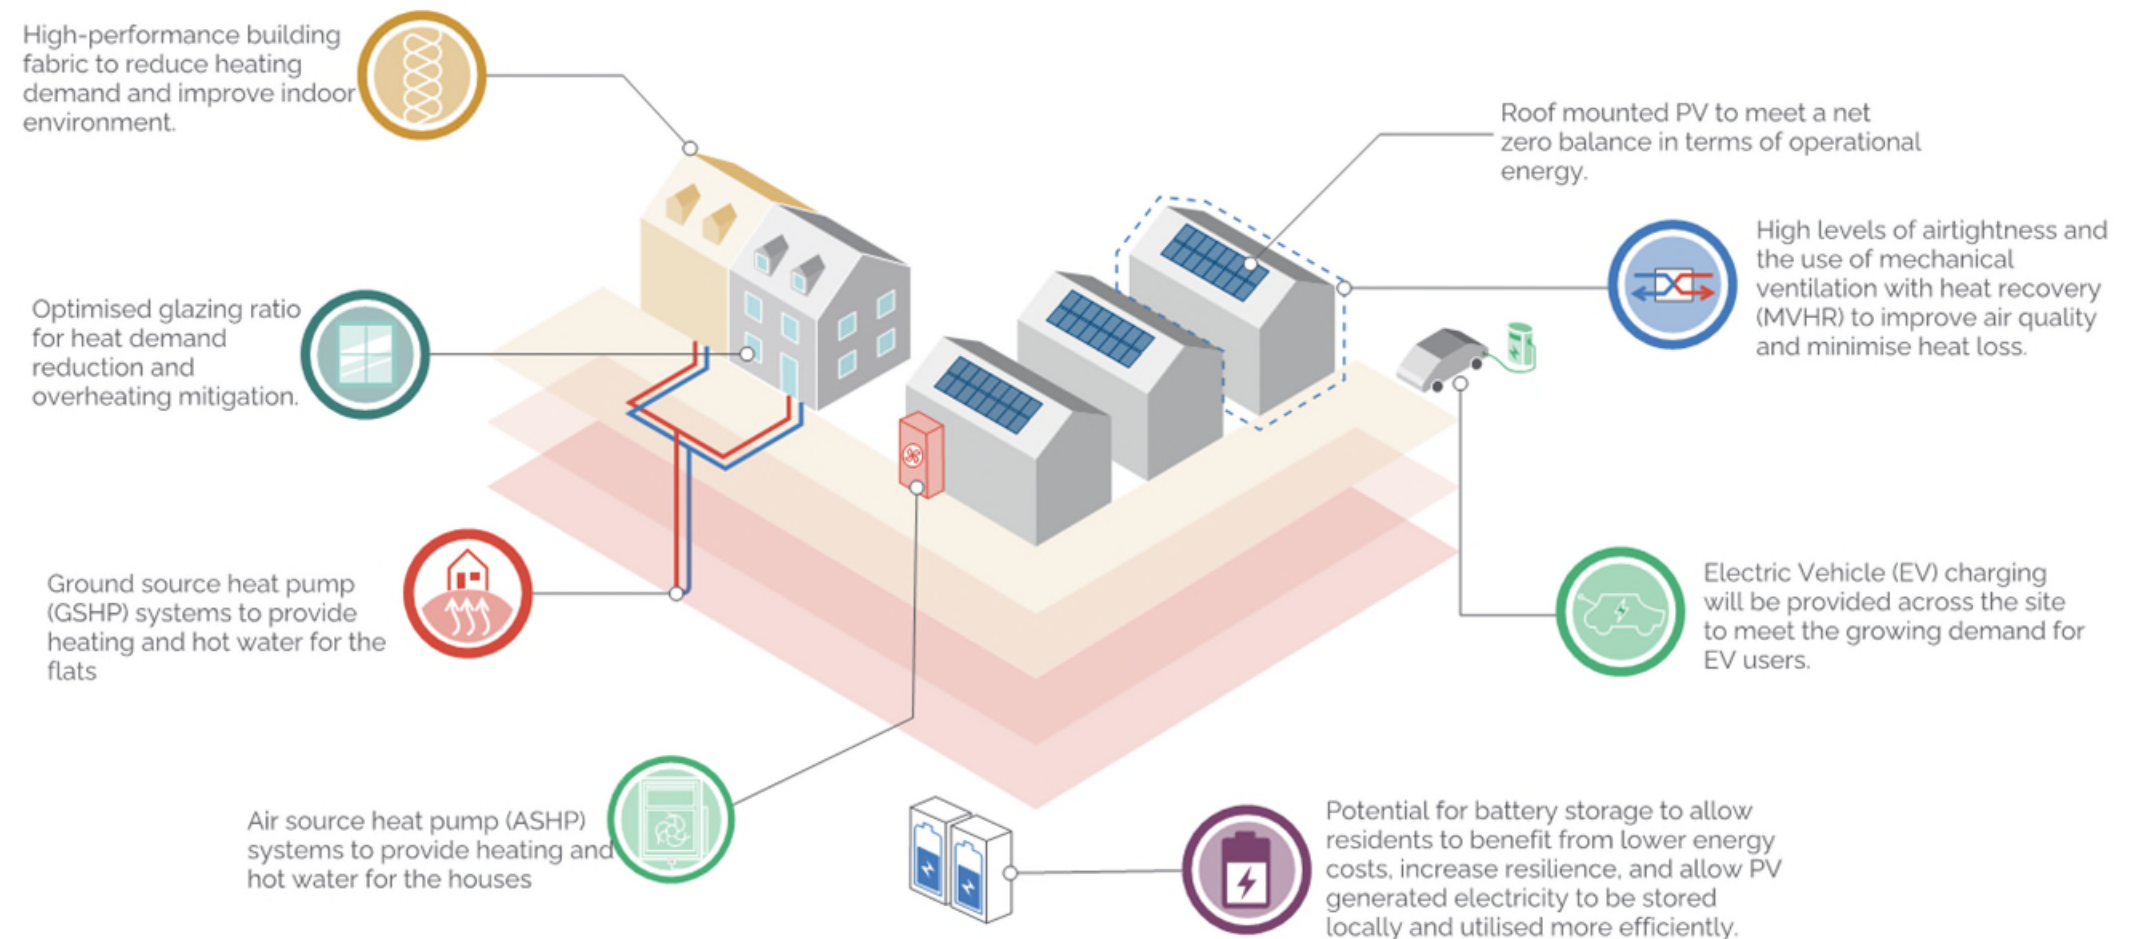 High-performance building
fabric to reduce heating
demand and improve indoor
environment.
Roof mounted PV to meet a net
zero balance in terms of operational
energy.
High levels of airtightness and
the use of mechanical
ventilation with heat recovery
(MVHR) to improve air quality
and minimise heat loss.
Optimised glazing ratio
for heat demand
reduction and
overheating mitigation.
Ground source heat pump
(GSHP) systems to provide
heating and hot water for the
flats
Electric Vehicle (EV) charging
will be provided across the site
to meet the growing demand for
EV users.
Air source heat pump (ASHP)
systems to provide heating and
hot water for the houses
Potential for battery storage to allow
residents to benefit from lower energy
costs, increase resilience, and allow PV
generated electricity to be stored
locally and utilised more efficiently.